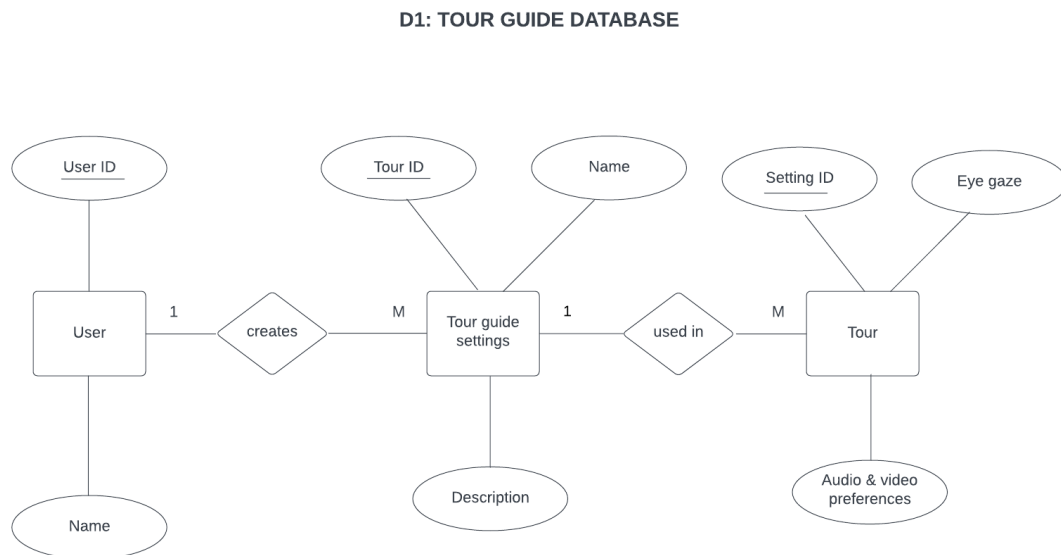 D1: TOUR GUIDE DATABASE
User ID
Tour ID
Name
Setting ID
Eye gaze
User
1
creates
M
Tour guide
settings
1
used in
M
Tour
Name
Description
Audio & video
preferences